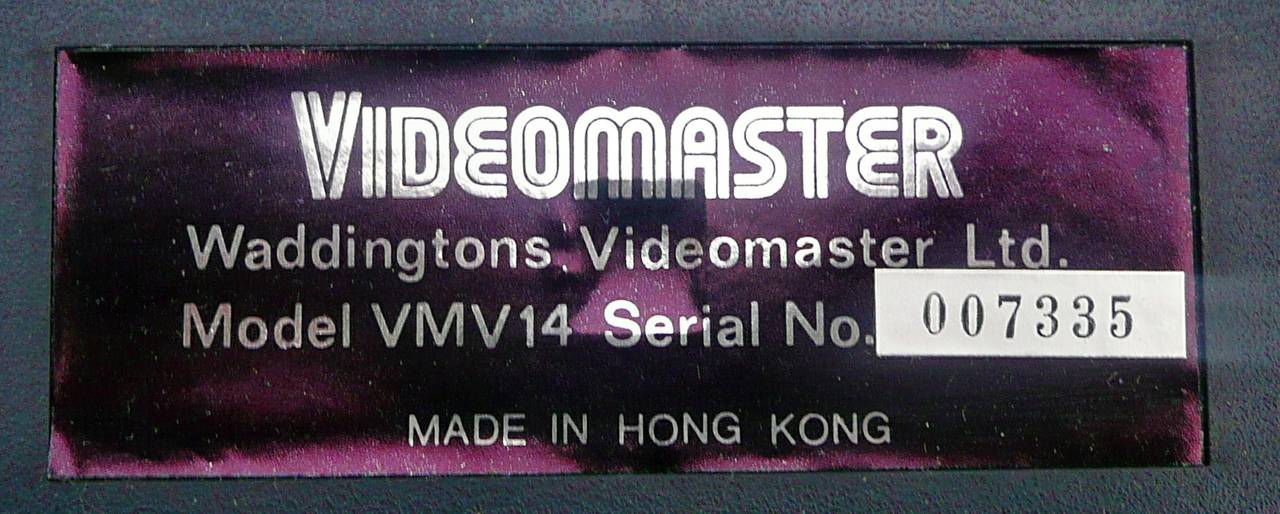 VIDEOMASTER
Waddingtons Videomaster Ltd.
Model VMV14 Serial No. 007335
MADE IN HONG KONG